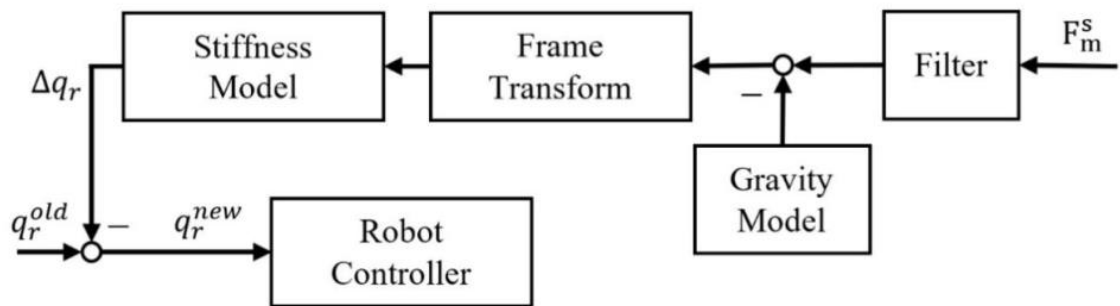 Stiffness
Model
Frame
Transform
Filter
F_m^s
Δq_r
−
Gravity
Model
q_r^{old}
−
q_r^{new}
Robot
Controller